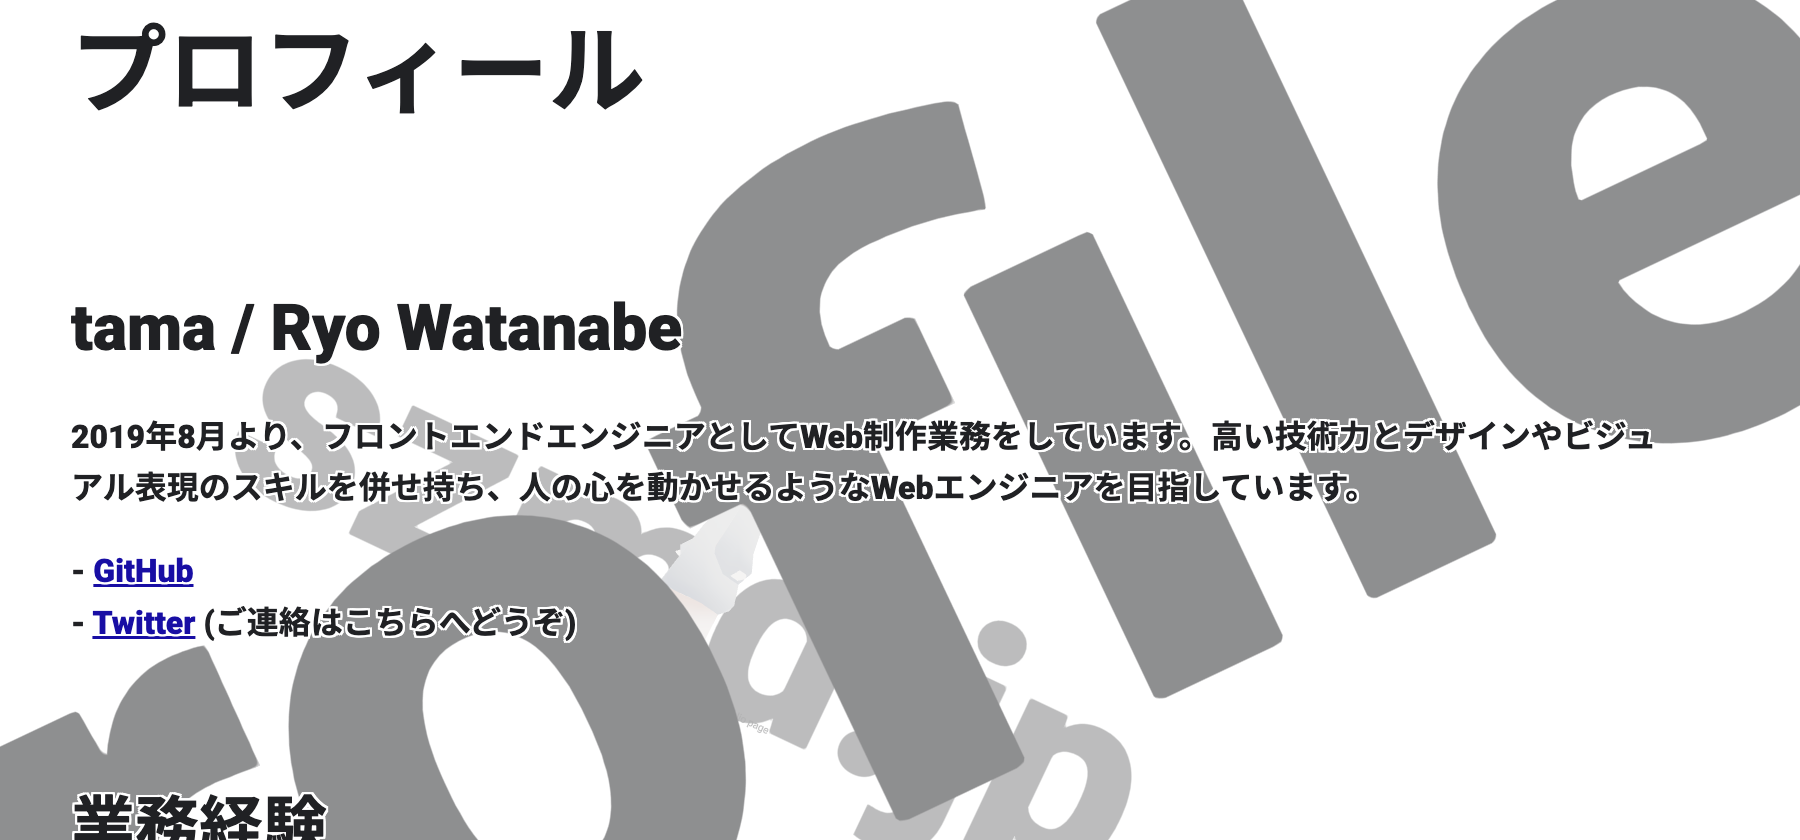 プロフィール
tama / Ryo Watanabe
2019年8月より、フロントエンドエンジニアとしてWeb制作業務をしています。高い技術力とデザインやビジュ
アル表現のスキルを併せ持ち、人の心を動かせるようなWebエンジニアを目指しています。
- GitHub
- Twitter (ご連絡はこちらへどうぞ)
業務経験
rofile
page